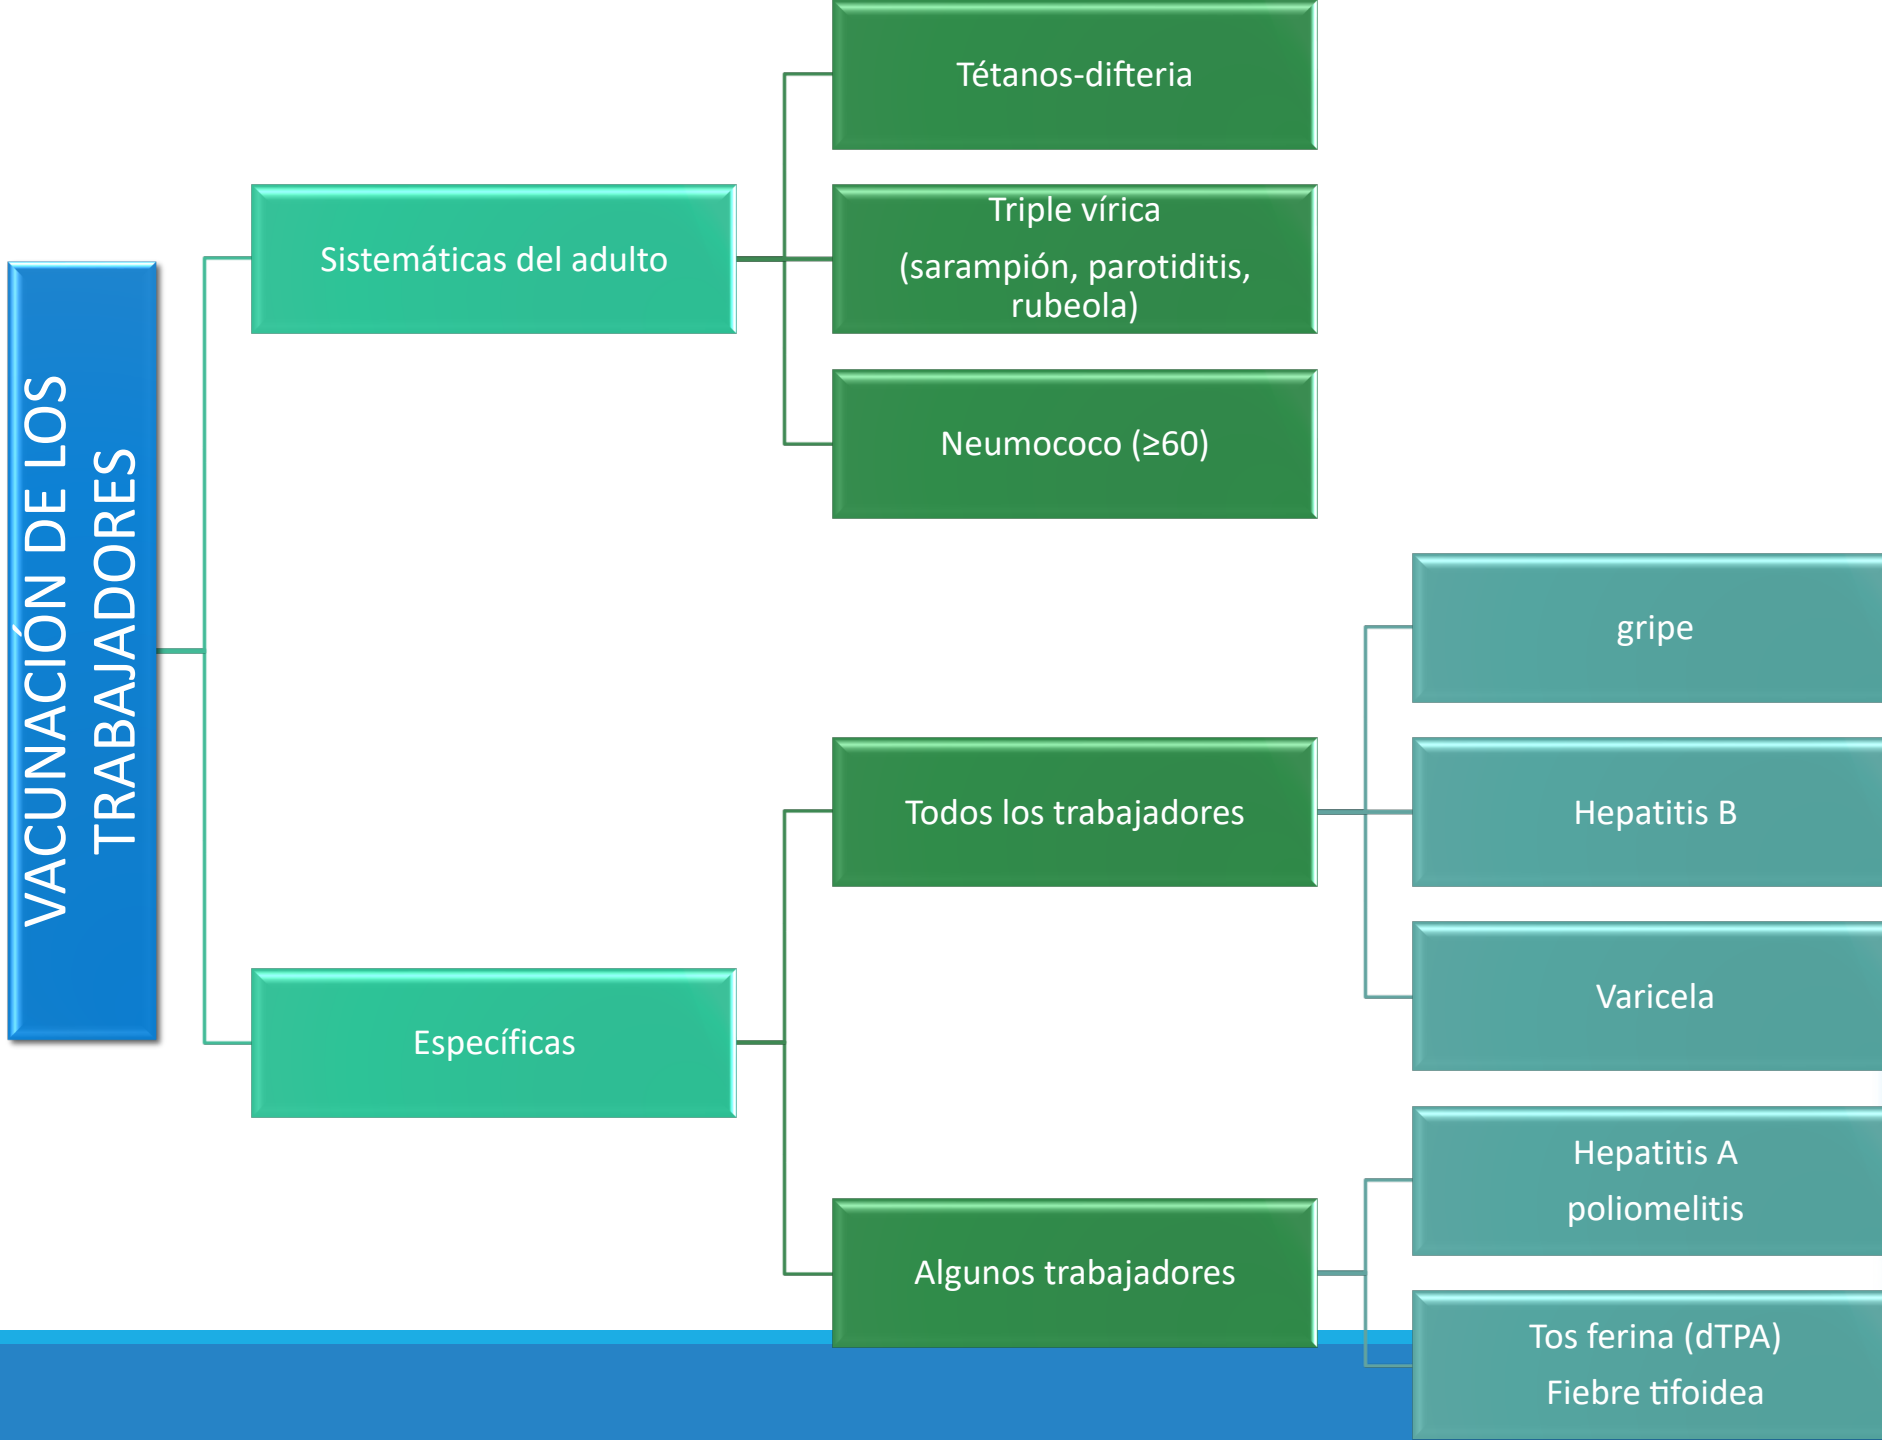 VACUNACIÓN DE LOS
TRABAJADORES
Sistemáticas del adulto
Tétanos-difteria
Triple vírica
(sarampión, parotiditis,
rubeola)
Neumococo (≥60)
Específicas
Todos los trabajadores
gripe
Hepatitis B
Varicela
Algunos trabajadores
Hepatitis A
poliomelitis
Tos ferina (dTPA)
Fiebre tifoidea